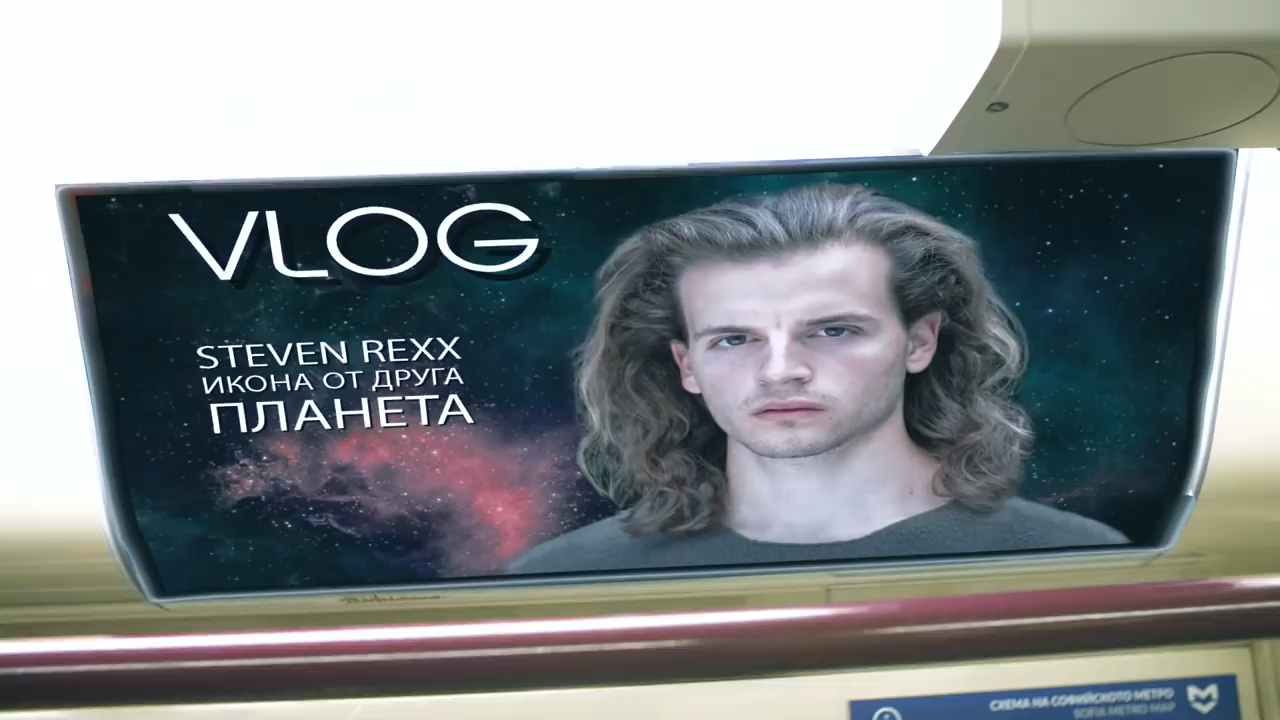 VLOG
STEVEN REXX
ИКОНА ОТ ДРУГА
ПЛАНЕТА
СХЕМА НА СОФИЙСКОТО МЕТРО
SOFIA METRO MAP